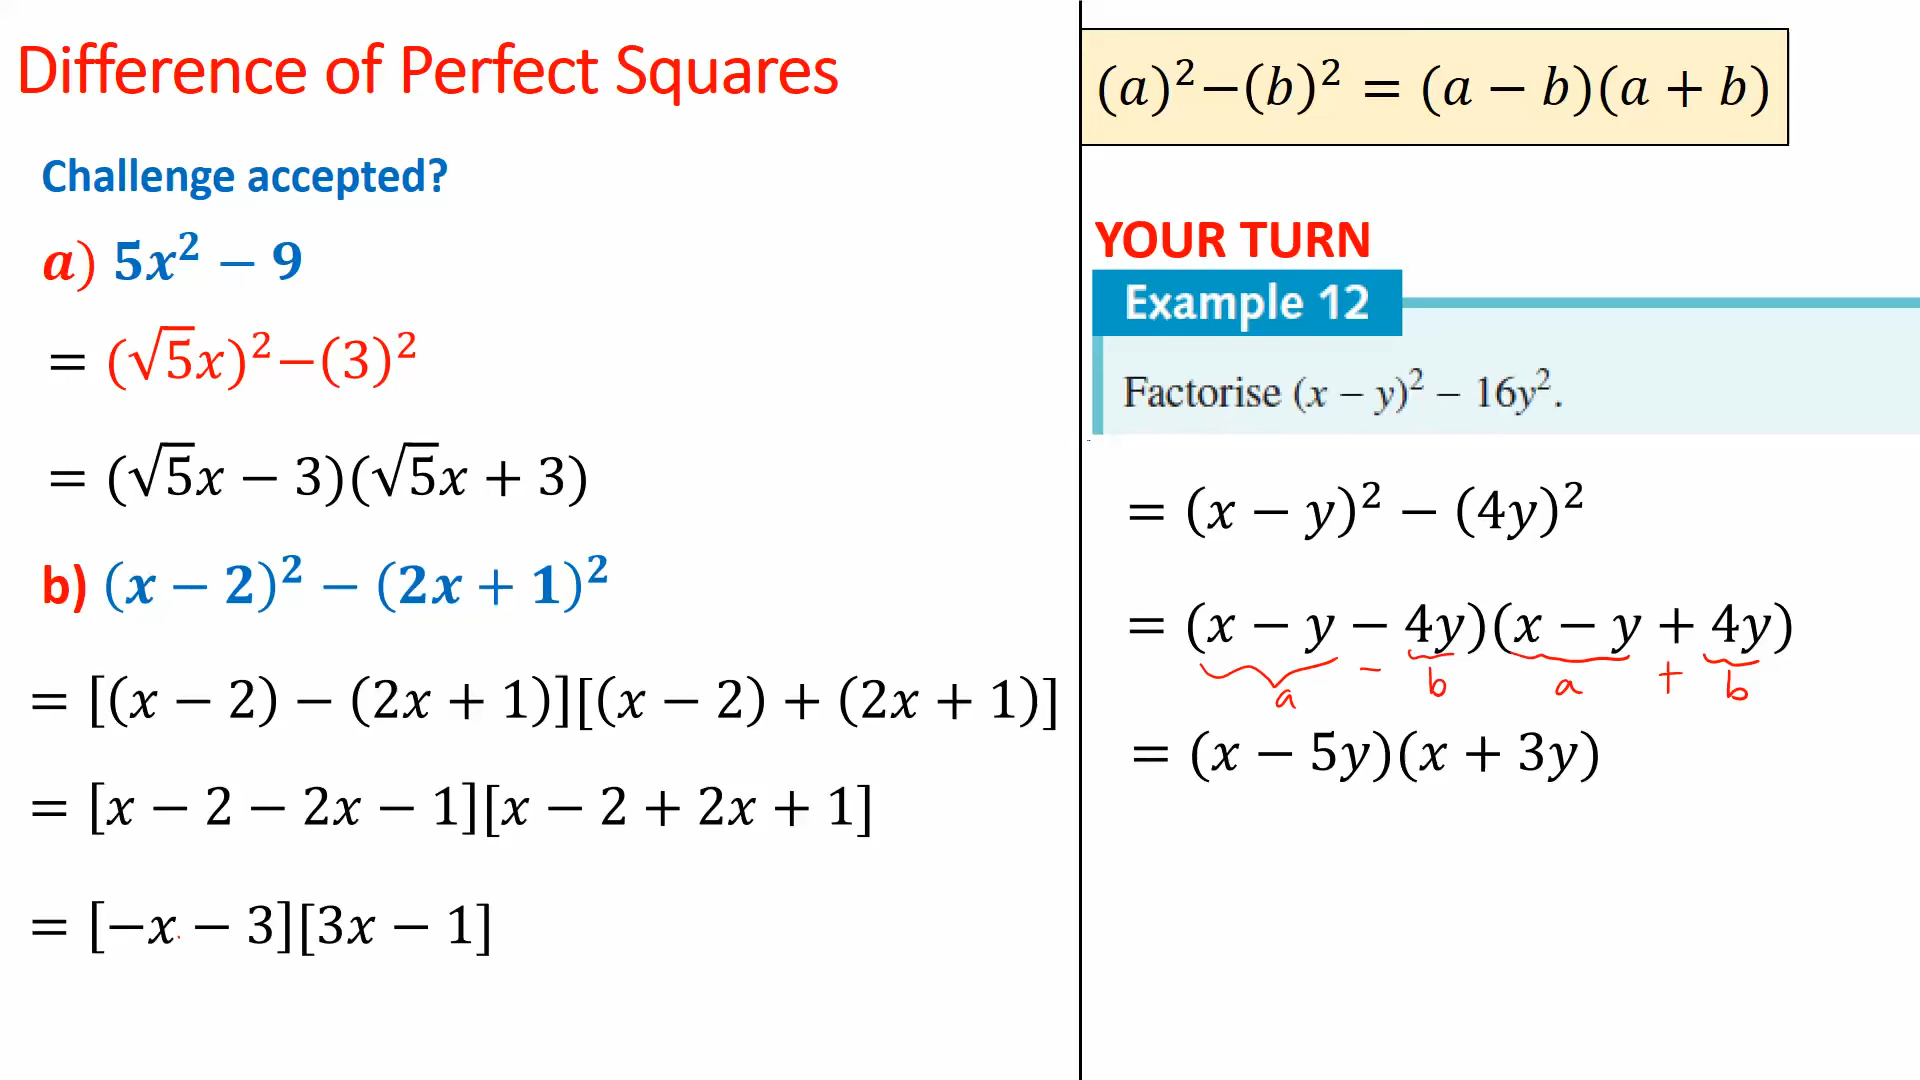 Difference of Perfect Squares
Challenge accepted?
a) 5x² − 9
= (√5x)²−(3)²
= (√5x − 3)(√5x + 3)
b) (x − 2)² − (2x + 1)²
= [(x − 2) − (2x + 1)][(x − 2) + (2x + 1)]
= [x − 2 − 2x − 1][x − 2 + 2x + 1]
= [−x − 3][3x − 1]
(a)²−(b)² = (a − b)(a + b)
YOUR TURN
Example 12
Factorise (x − y)² − 16y².
= (x − y)² − (4y)²
= (x − y − 4y)(x − y + 4y)
a − b a + b
= (x − 5y)(x + 3y)